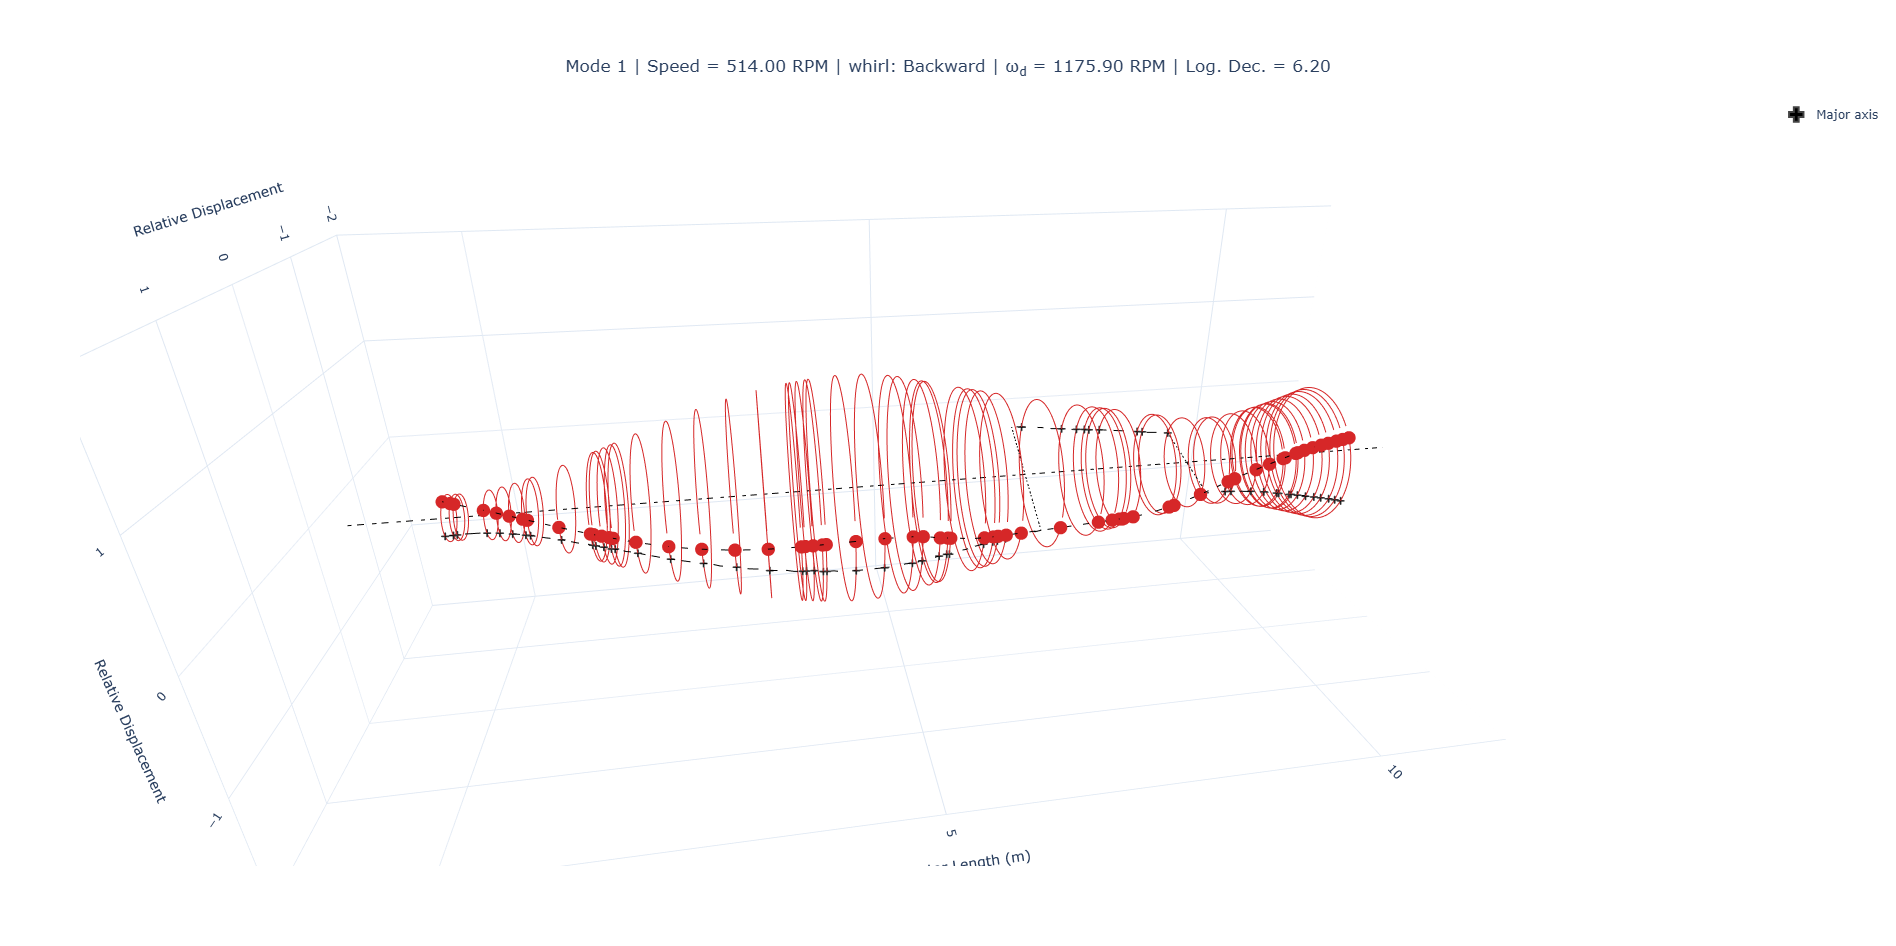 Mode 1 | Speed = 514.00 RPM | whirl: Backward | ωd = 1175.90 RPM | Log. Dec. = 6.20
Major axis
Relative Displacement
−2
−1
0
1
1
0
−1
Relative Displacement
5
10
Length (m)